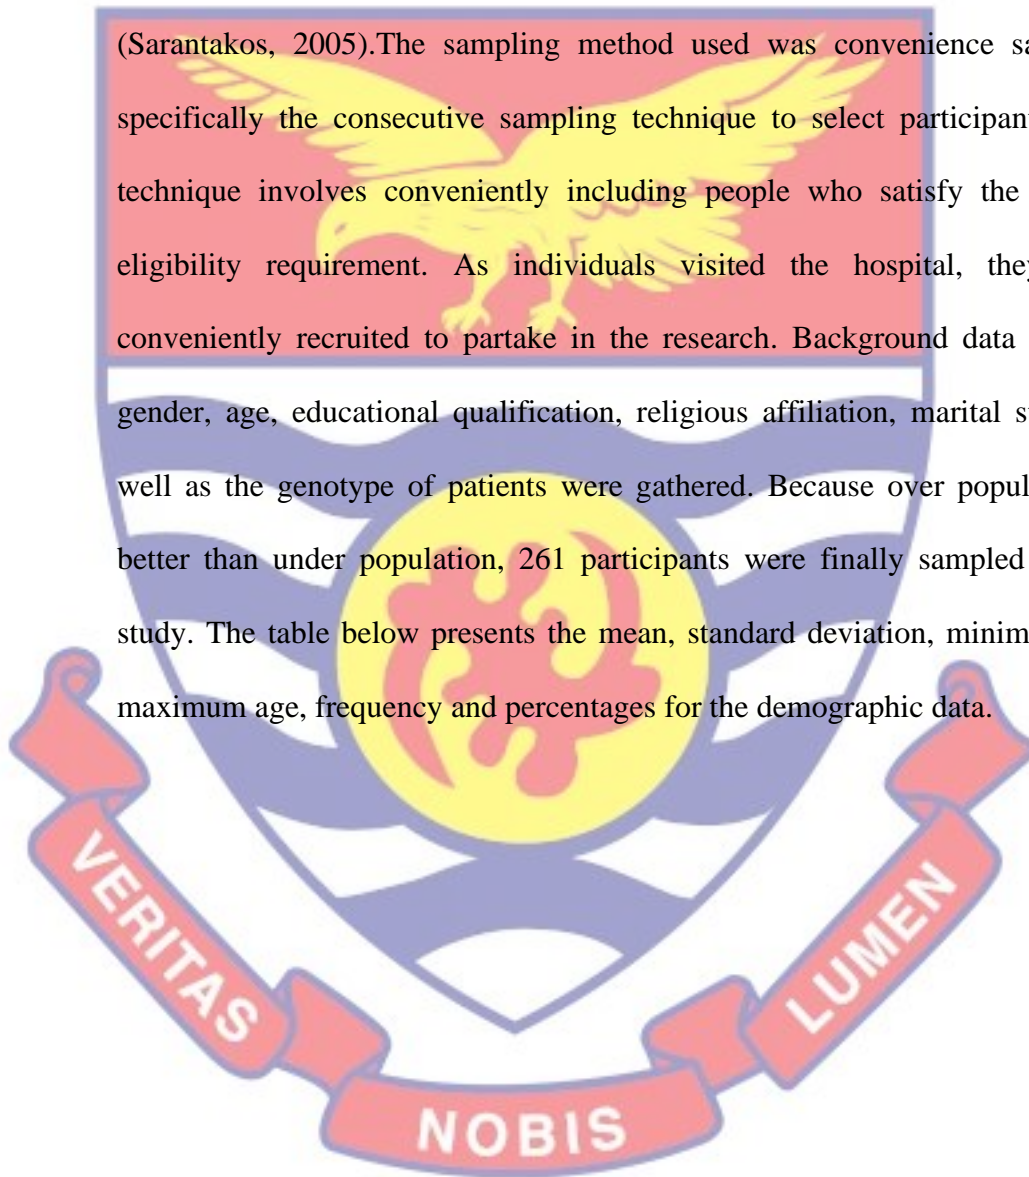 (Sarantakos, 2005).The sampling method used was convenience sa
specifically the consecutive sampling technique to select participan
technique involves conveniently including people who satisfy the
eligibility requirement. As individuals visited the hospital, they
conveniently recruited to partake in the research. Background data
gender, age, educational qualification, religious affiliation, marital s
well as the genotype of patients were gathered. Because over popul
better than under population, 261 participants were finally sampled
study. The table below presents the mean, standard deviation, minim
maximum age, frequency and percentages for the demographic data.
VERITAS
NOBIS
LUMEN